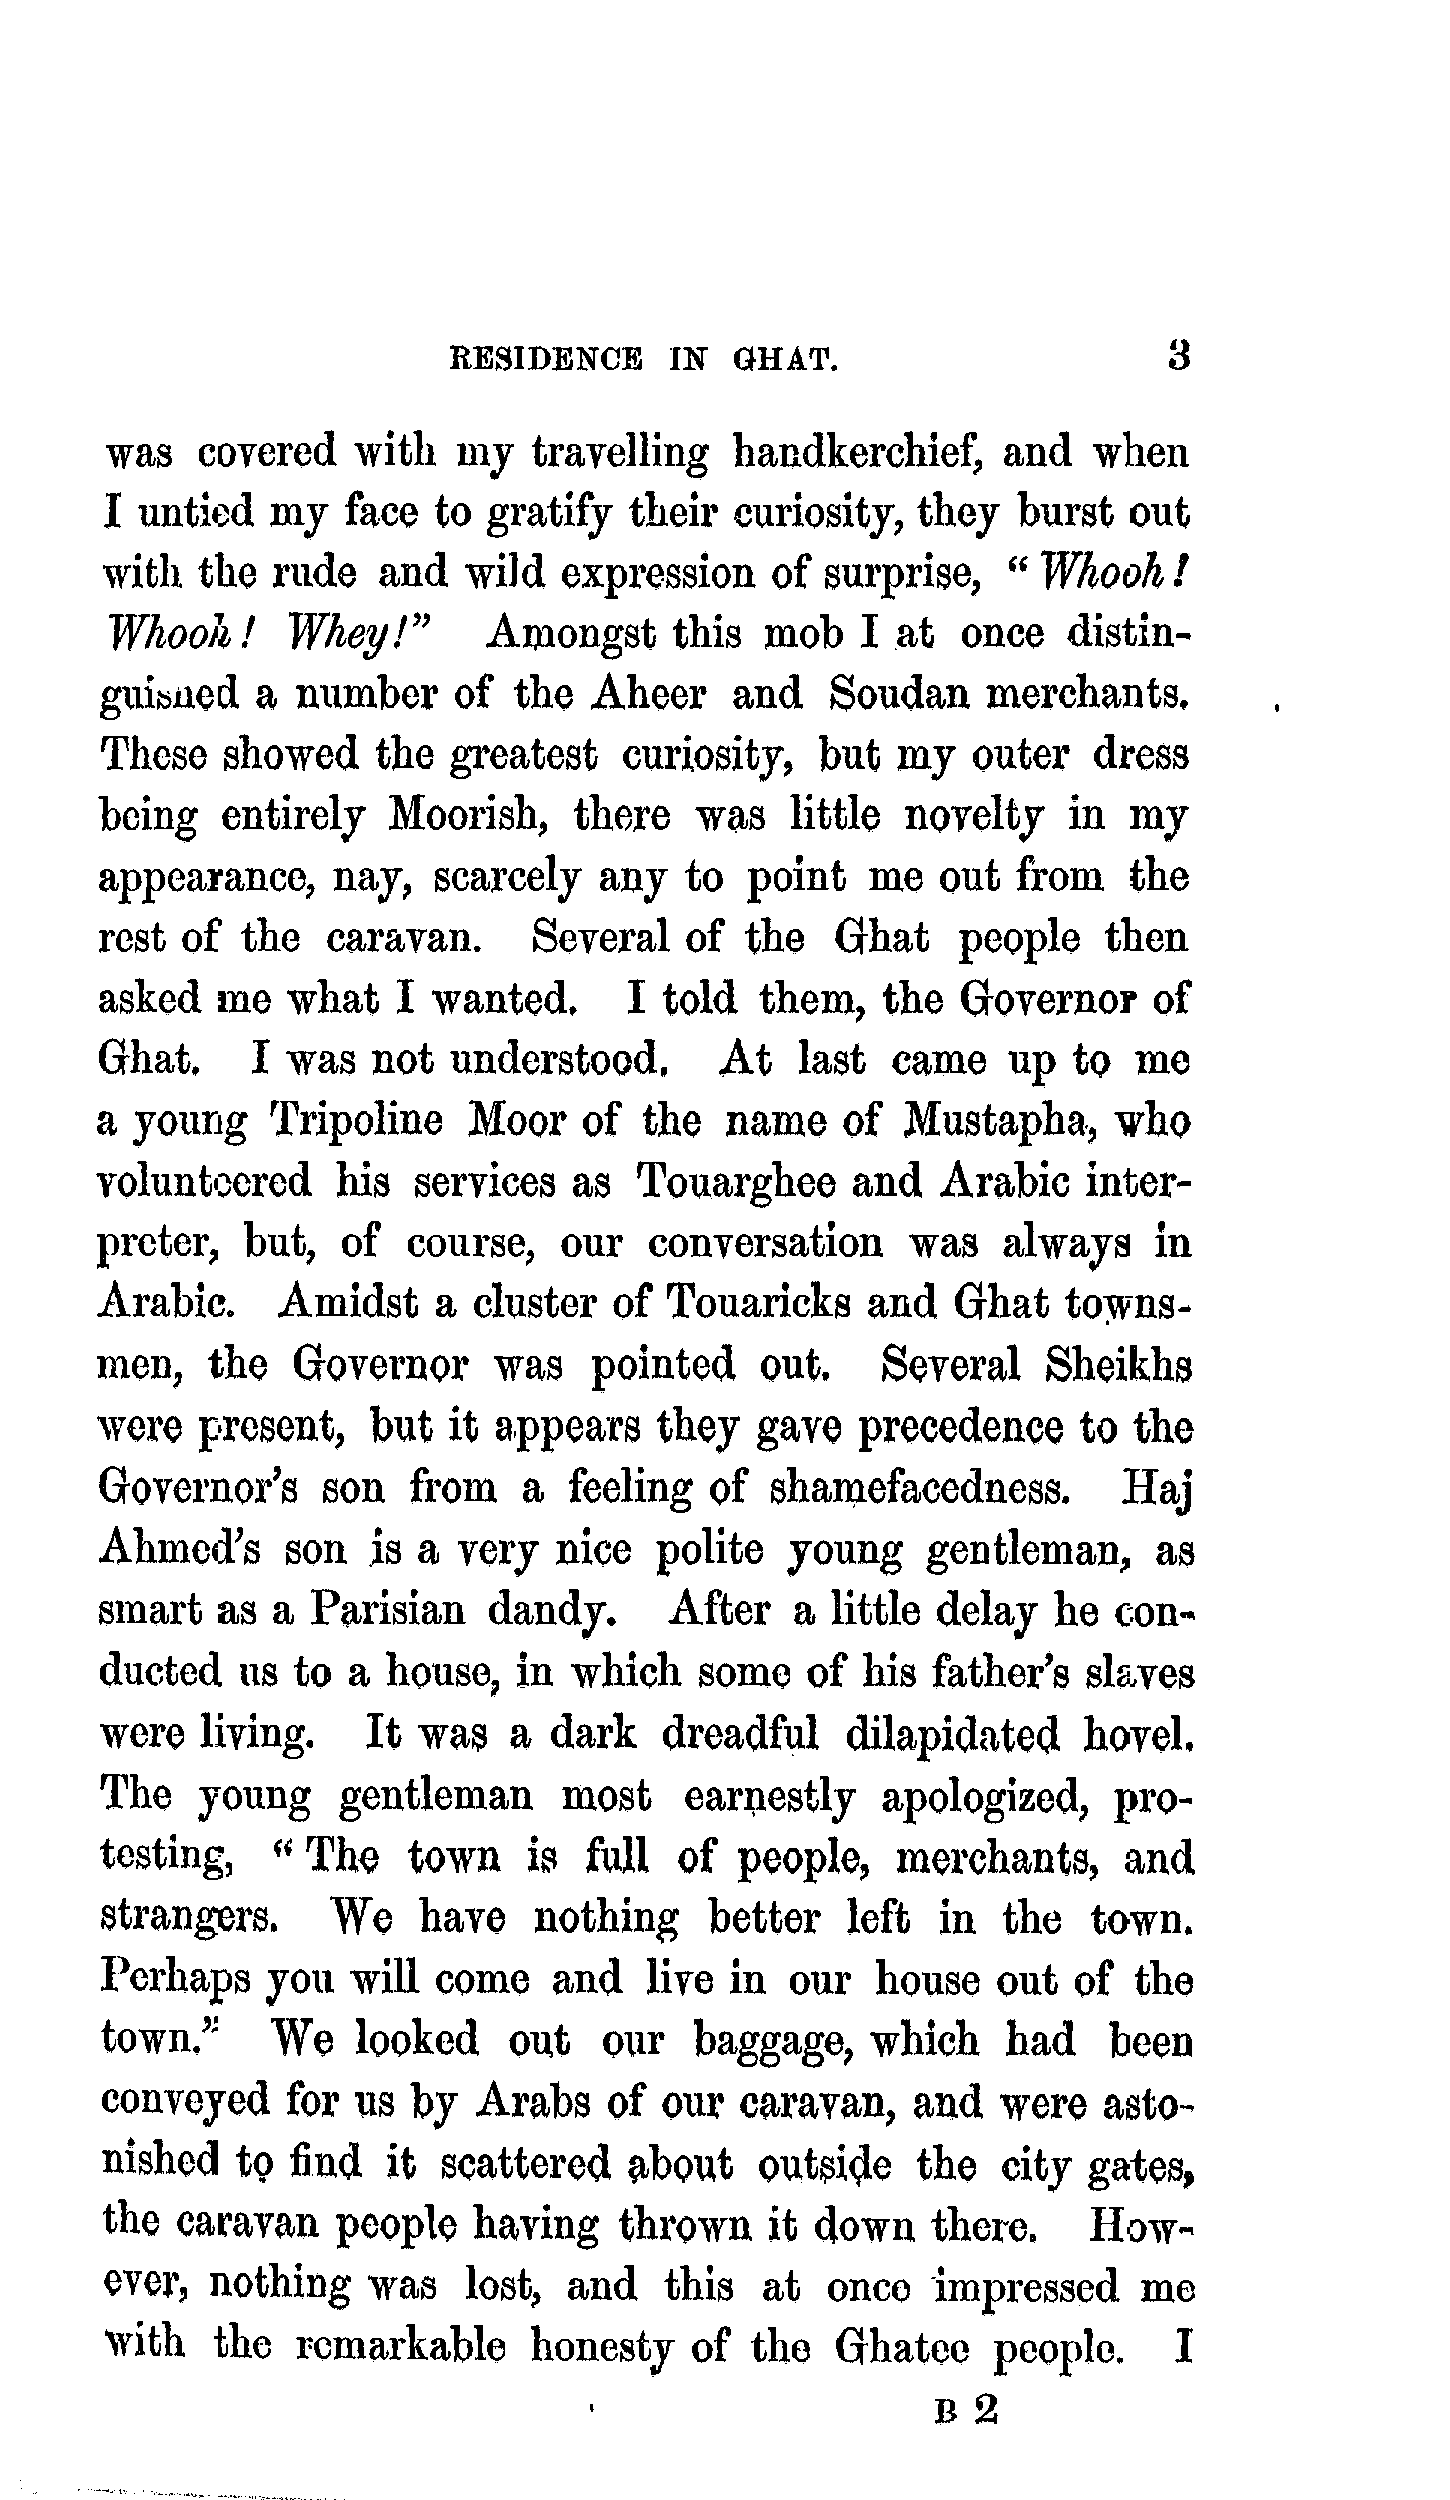 RESIDENCE IN GHAT. 3
was covered with my travelling handkerchief, and when
I untied my face to gratify their curiosity, they burst out
with the rude and wild expression of surprise, “Whooh!
Whooh! Whey!” Amongst this mob I at once distin-
guished a number of the Aheer and Soudan merchants.
These showed the greatest curiosity, but my outer dress
being entirely Moorish, there was little novelty in my
appearance, nay, scarcely any to point me out from the
rest of the caravan. Several of the Ghat people then
asked me what I wanted. I told them, the Governor of
Ghat. I was not understood. At last came up to me
a young Tripoline Moor of the name of Mustapha, who
volunteered his services as Touarghee and Arabic inter-
preter, but, of course, our conversation was always in
Arabic. Amidst a cluster of Touaricks and Ghat towns-
men, the Governor was pointed out. Several Sheikhs
were present, but it appears they gave precedence to the
Governor’s son from a feeling of shamefacedness. Haj
Ahmed’s son is a very nice polite young gentleman, as
smart as a Parisian dandy. After a little delay he con-
ducted us to a house, in which some of his father’s slaves
were living. It was a dark dreadful dilapidated hovel.
The young gentleman most earnestly apologized, pro-
testing, “The town is full of people, merchants, and
strangers. We have nothing better left in the town.
Perhaps you will come and live in our house out of the
town.” We looked out our baggage, which had been
conveyed for us by Arabs of our caravan, and were asto-
nished to find it scattered about outside the city gates,
the caravan people having thrown it down there. How-
ever, nothing was lost, and this at once impressed me
with the remarkable honesty of the Ghatee people. I
B 2